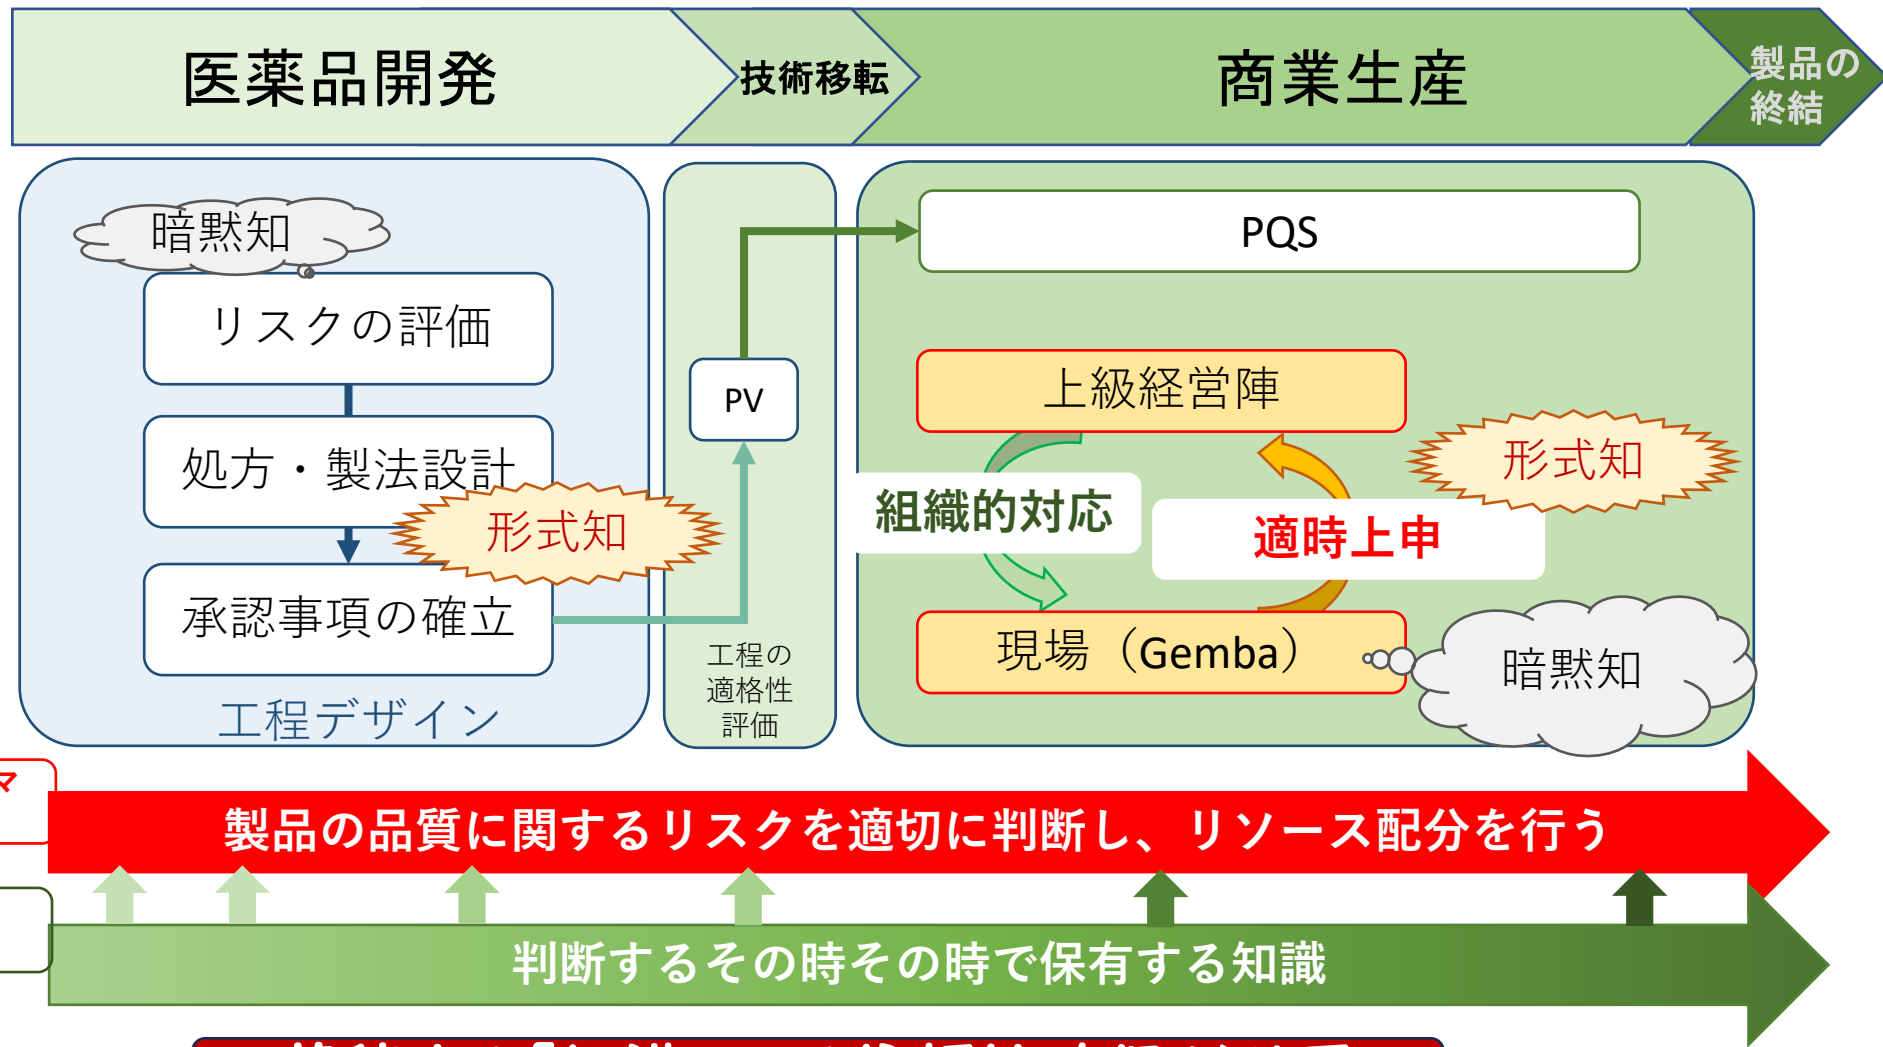 医薬品開発
技術移転
商業生産
製品の
終結
暗黙知
リスクの評価
処方・製法設計
形式知
承認事項の確立
工程デザイン
PV
工程の
適格性
評価
PQS
上級経営陣
組織的対応
適時上申
形式知
現場（Gemba）
暗黙知
マ
製品の品質に関するリスクを適切に判断し、リソース配分を行う
判断するその時その時で保有する知識